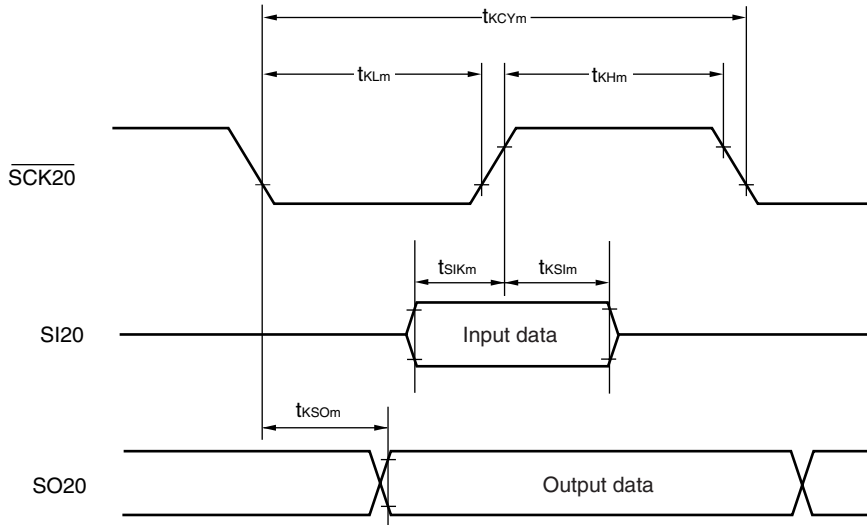 tKCYm
tKLm tKHm
SCK20
tSIKm tKSIm
SI20 Input data
tKSOm
SO20 Output data